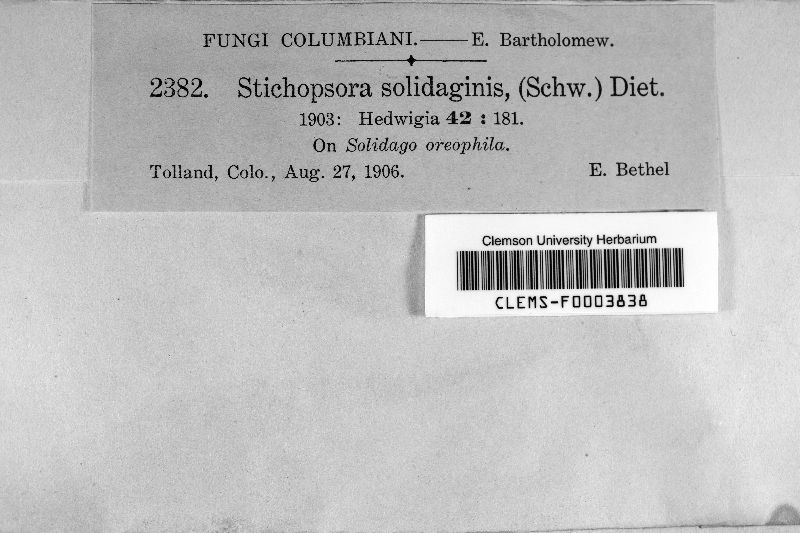 FUNGI COLUMBIANI.——E. Bartholomew.
2382. Stichopsora solidaginis, (Schw.) Diet.
1903: Hedwigia 42 : 181.
On Solidago oreophila.
Tolland, Colo., Aug. 27, 1906. E. Bethel
Clemson University Herbarium
CLEMS-F0003838